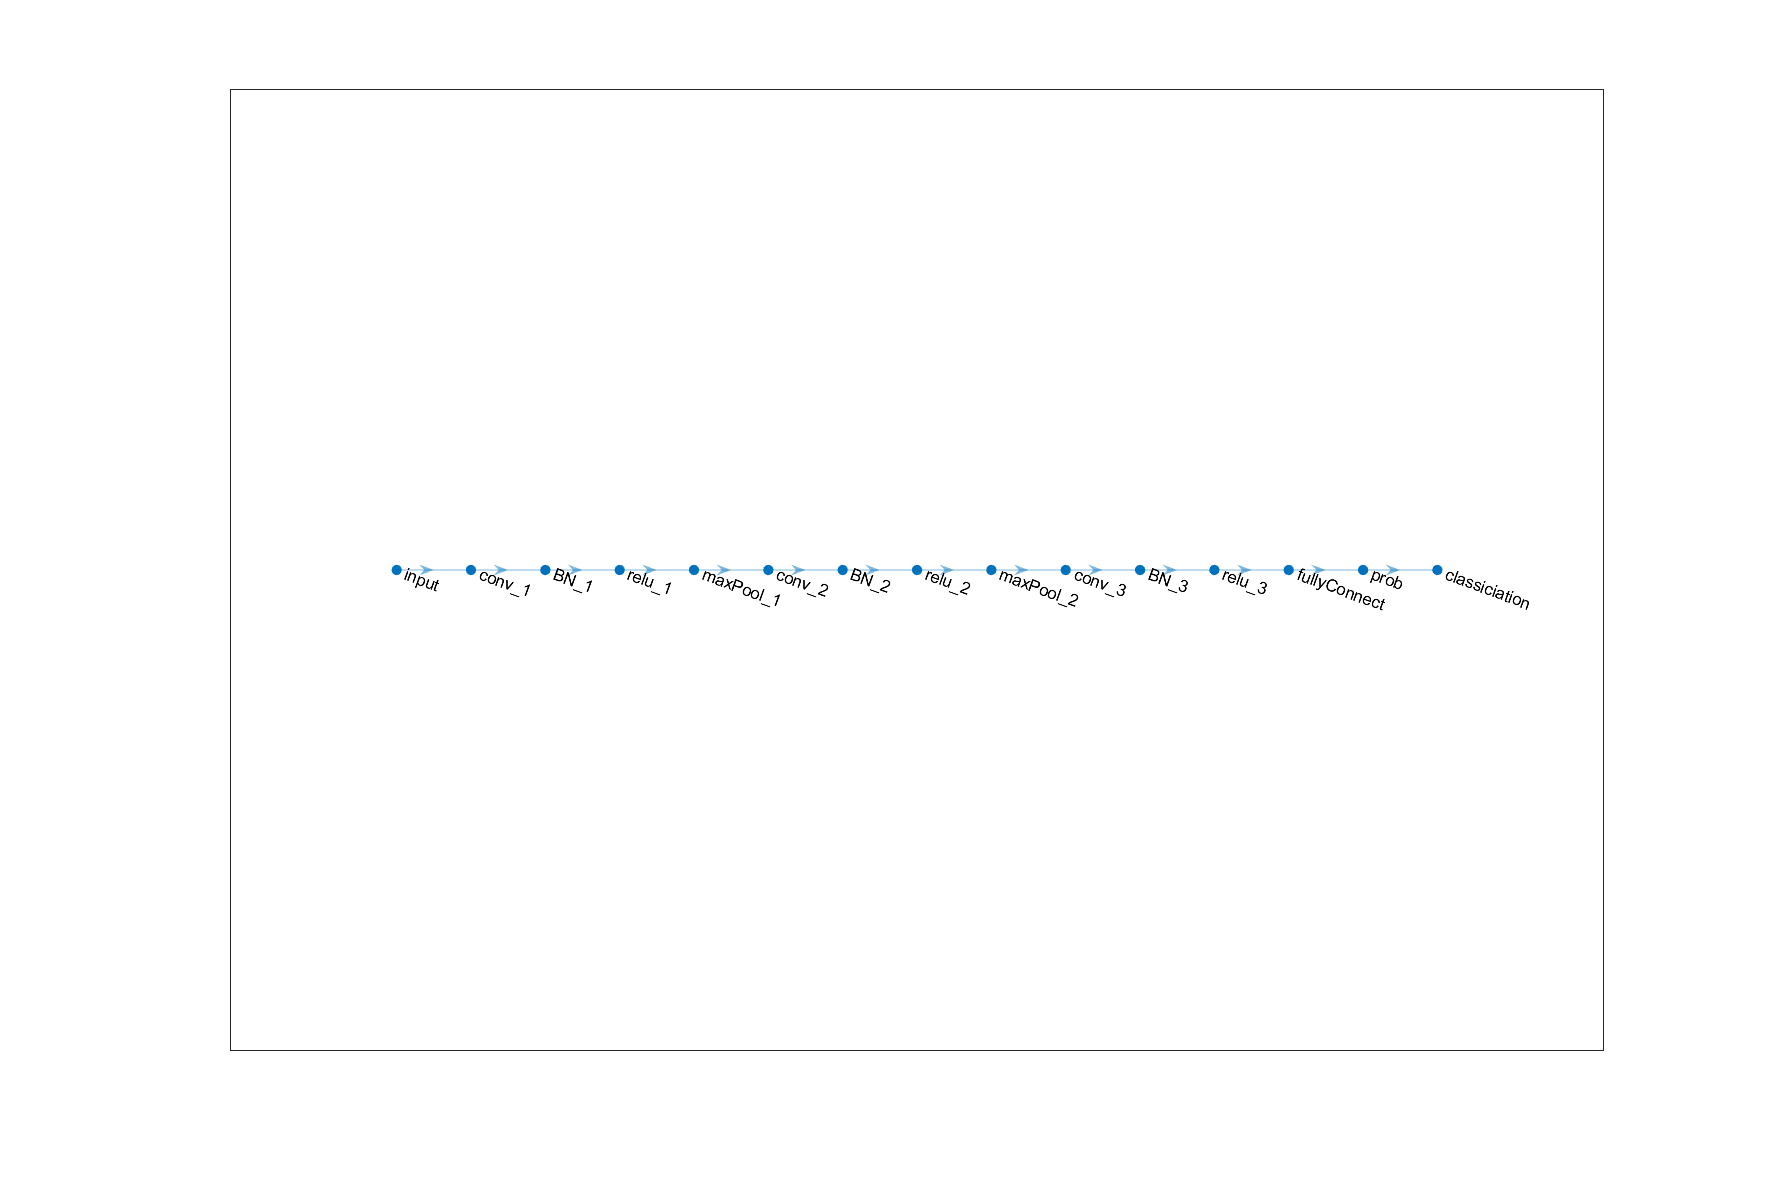 input
conv_1
BN_1
relu_1
maxPool_1
conv_2
BN_2
relu_2
maxPool_2
conv_3
BN_3
relu_3
fullyConnect
prob
classiciation